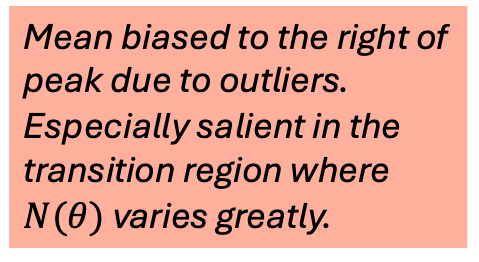 Mean biased to the right of
peak due to outliers.
Especially salient in the
transition region where
N(θ) varies greatly.